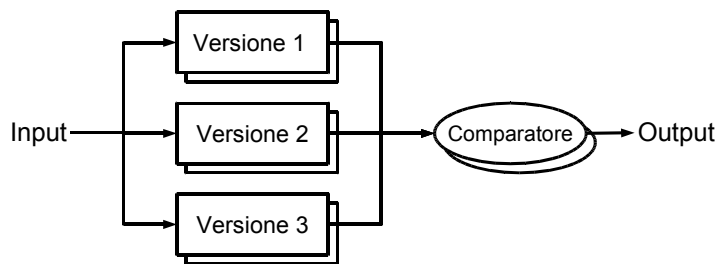 Versione 1
Input
Versione 2
Comparatore
Output
Versione 3